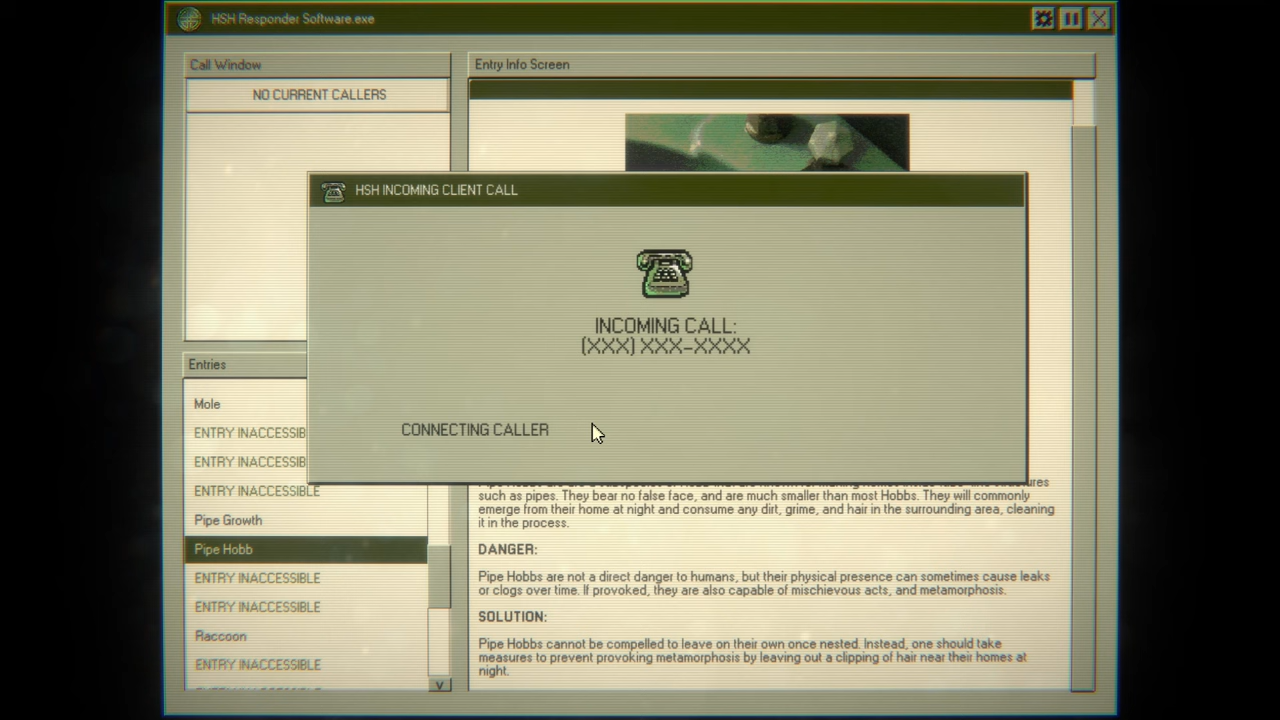 HSH Responder Software.exe
Call Window
NO CURRENT CALLERS
Entry Info Screen
HSH INCOMING CLIENT CALL
INCOMING CALL:
(XXX) XXX-XXXX
CONNECTING CALLER
Entries
Mole
ENTRY INACCESSIB
ENTRY INACCESSIB
ENTRY INACCESSIBLE
Pipe Growth
Pipe Hobb
ENTRY INACCESSIBLE
ENTRY INACCESSIBLE
Raccoon
ENTRY INACCESSIBLE
V
such as pipes. They bear no false face, and are much smaller than most Hobbs. They will commonly
emerge from their home at night and consume any dirt, grime, and hair in the surrounding area, cleaning
it in the process.
DANGER:
Pipe Hobbs are not a direct danger to humans, but their physical presence can sometimes cause leaks
or clogs over time. If provoked, they are also capable of mischievous acts, and metamorphosis.
SOLUTION:
Pipe Hobbs cannot be compelled to leave on their own once nested. Instead, one should take
measures to prevent provoking metamorphosis by leaving out a clipping of hair near their homes at
night.